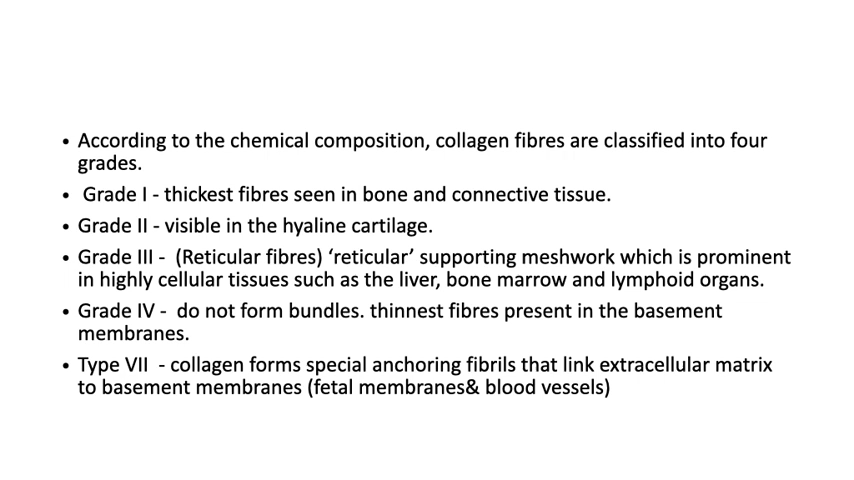 • According to the chemical composition, collagen fibres are classified into four
grades.
• Grade I - thickest fibres seen in bone and connective tissue.
• Grade II - visible in the hyaline cartilage.
• Grade III - (Reticular fibres) ‘reticular’ supporting meshwork which is prominent
in highly cellular tissues such as the liver, bone marrow and lymphoid organs.
• Grade IV - do not form bundles. thinnest fibres present in the basement
membranes.
• Type VII - collagen forms special anchoring fibrils that link extracellular matrix
to basement membranes (fetal membranes& blood vessels)